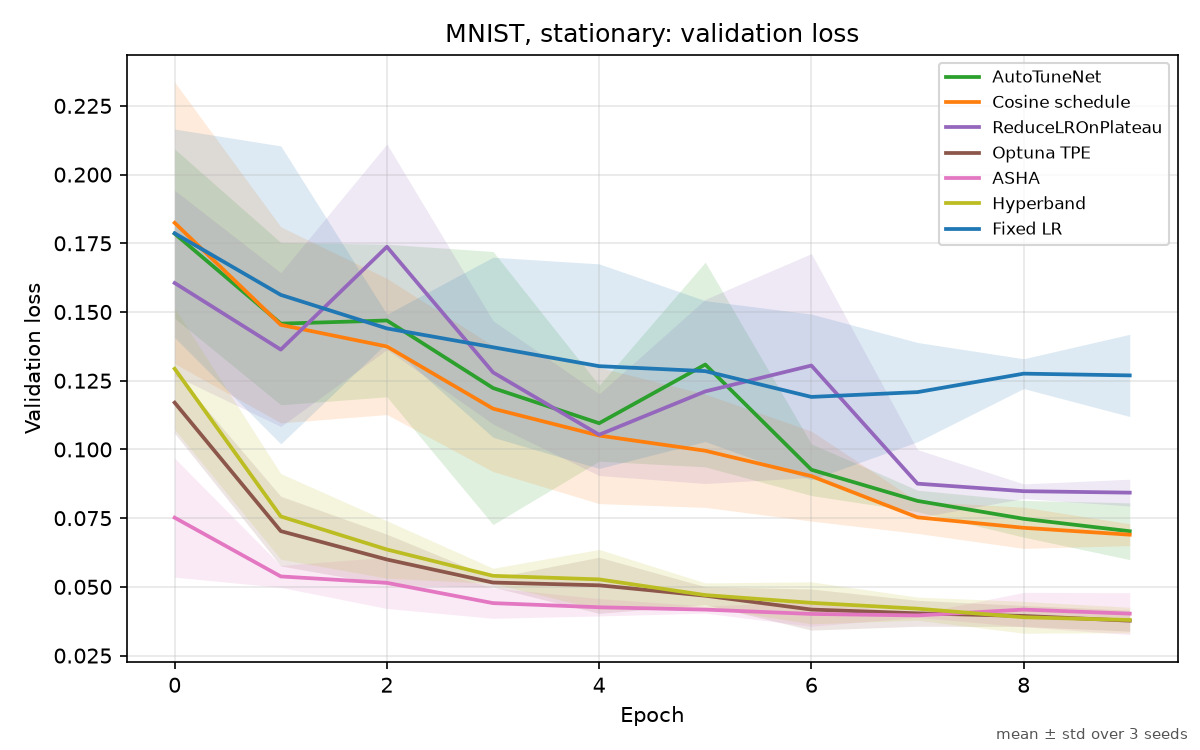 MNIST, stationary: validation loss
AutoTuneNet
Cosine schedule
ReduceLROnPlateau
Optuna TPE
ASHA
Hyperband
Fixed LR
Validation loss
0.225
0.200
0.175
0.150
0.125
0.100
0.075
0.050
0.025
0 2 4 6 8
Epoch
mean ± std over 3 seeds